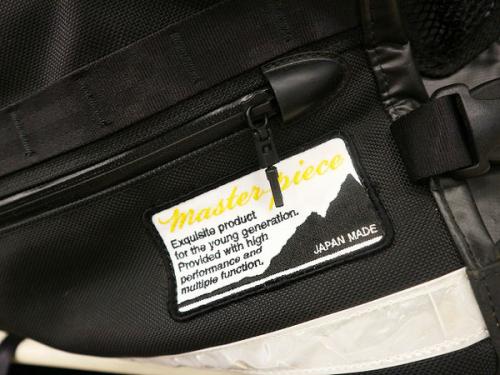 master-piece
Exquisite product
for the young generation.
Provided with high
performance and
multiple function.
JAPAN MADE